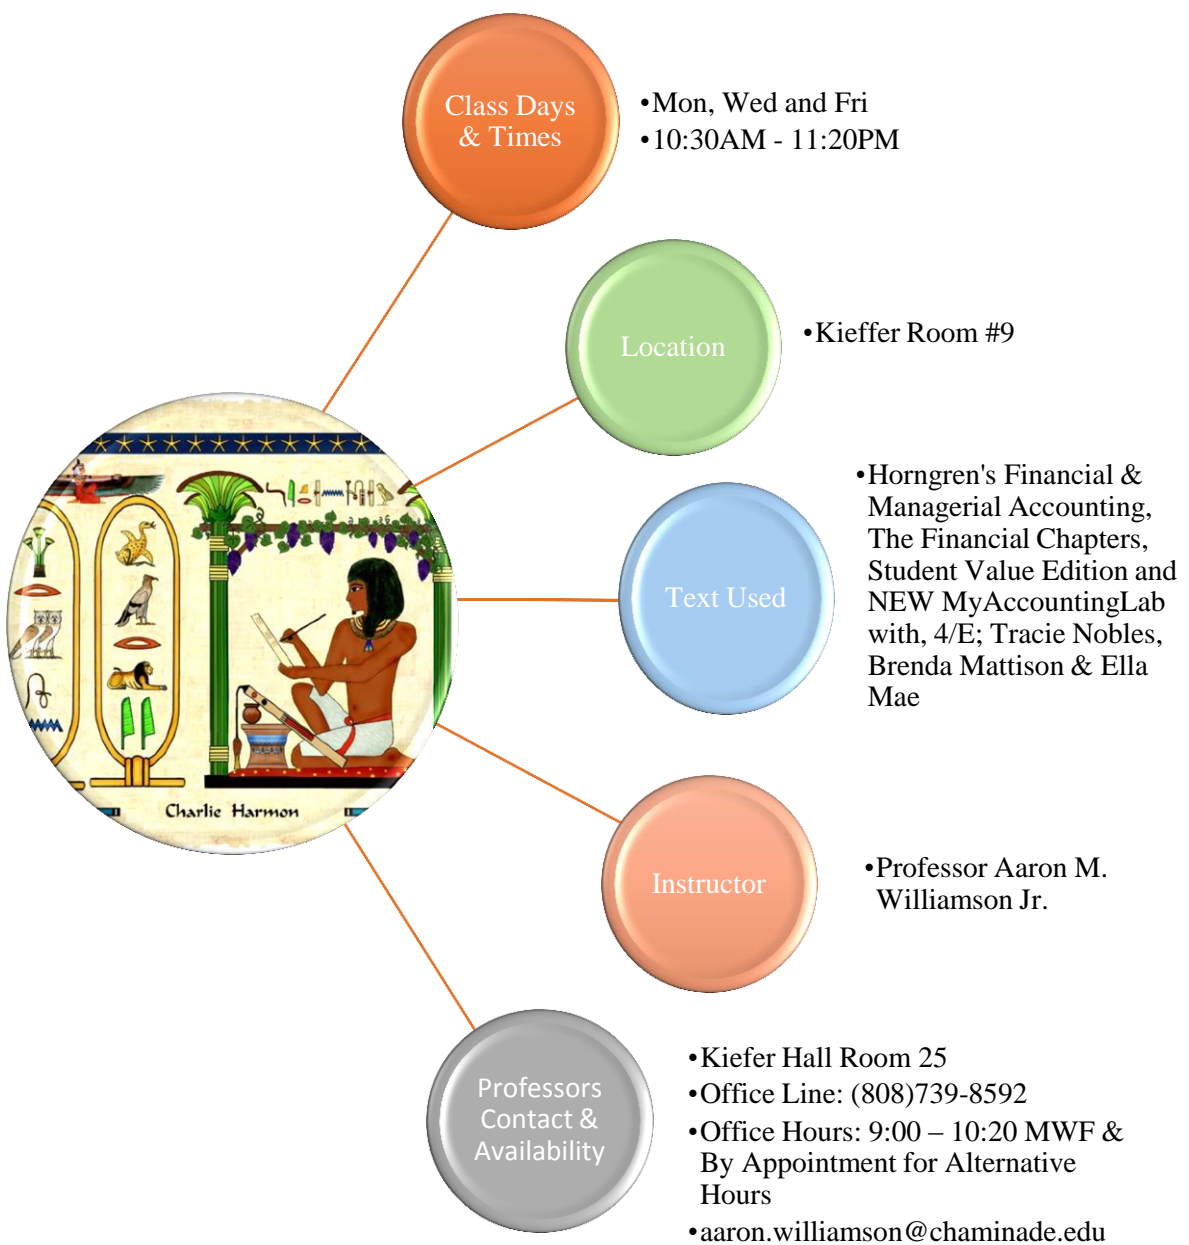 Class Days
& Times
•Mon, Wed and Fri
•10:30AM - 11:20PM
Location
•Kieffer Room #9
Text Used
•Horngren's Financial &
Managerial Accounting,
The Financial Chapters,
Student Value Edition and
NEW MyAccountingLab
with, 4/E; Tracie Nobles,
Brenda Mattison & Ella
Mae
Charlie Harmon
Instructor
•Professor Aaron M.
Williamson Jr.
Professors
Contact &
Availability
•Kiefer Hall Room 25
•Office Line: (808)739-8592
•Office Hours: 9:00 – 10:20 MWF &
By Appointment for Alternative
Hours
•aaron.williamson@chaminade.edu